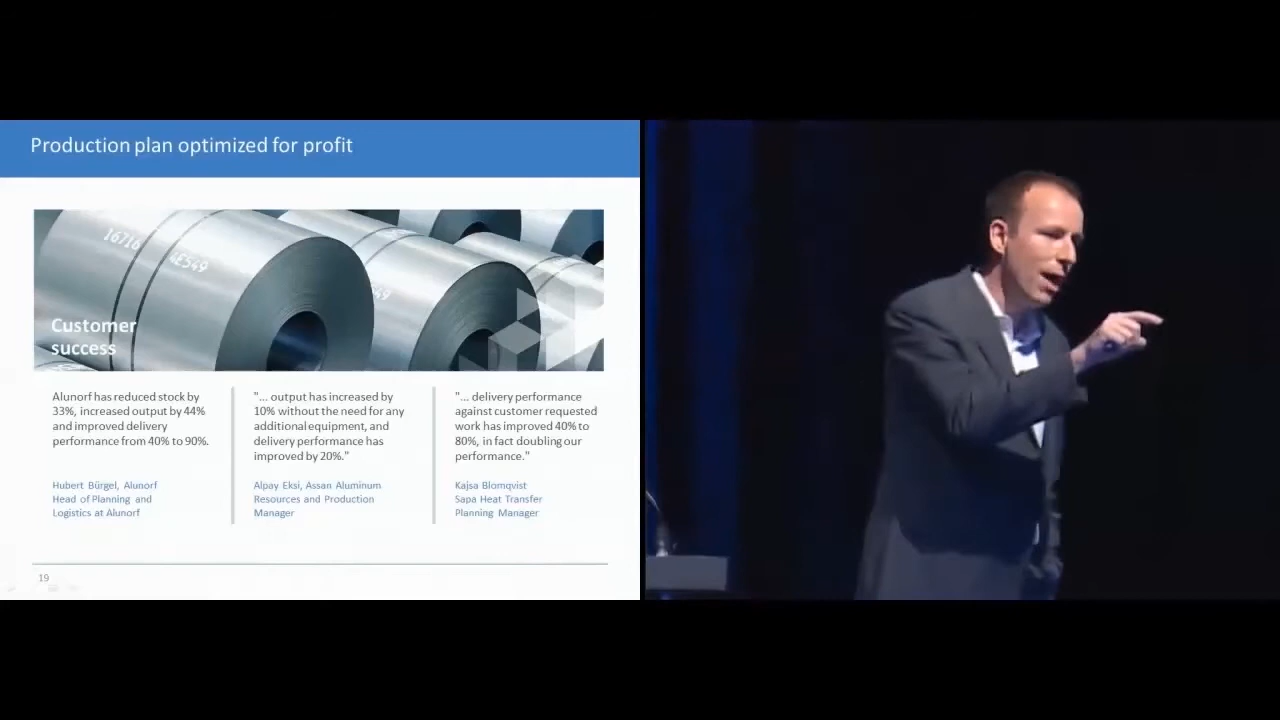 Production plan optimized for profit
16716
4E549
49
Customer
success
Alunorf has reduced stock by
33%, increased output by 44%
and improved delivery
performance from 40% to 90%.
Hubert Bürgel, Alunorf
Head of Planning and
Logistics at Alunorf
"... output has increased by
10% without the need for any
additional equipment, and
delivery performance has
improved by 20%."
Alpay Eksi, Assan Aluminum
Resources and Production
Manager
"... delivery performance
against customer requested
work has improved 40% to
80%, in fact doubling our
performance."
Kajsa Blomqvist
Sapa Heat Transfer
Planning Manager
19